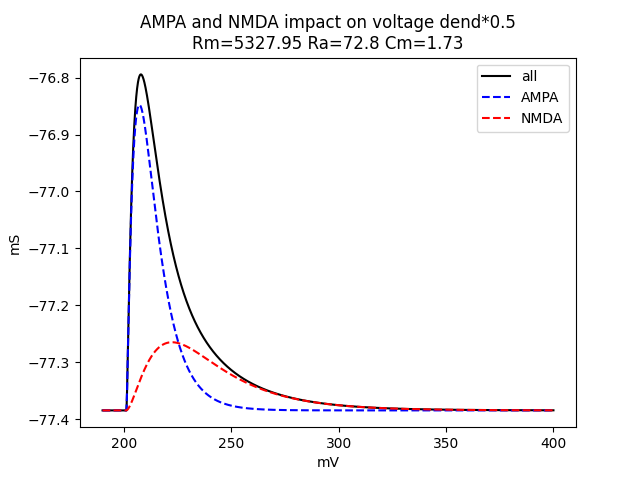 AMPA and NMDA impact on voltage dend*0.5
Rm=5327.95 Ra=72.8 Cm=1.73
all
AMPA
NMDA
−76.8
−76.9
−77.0
−77.1
−77.2
−77.3
−77.4
mS
200
250
300
350
400
mV